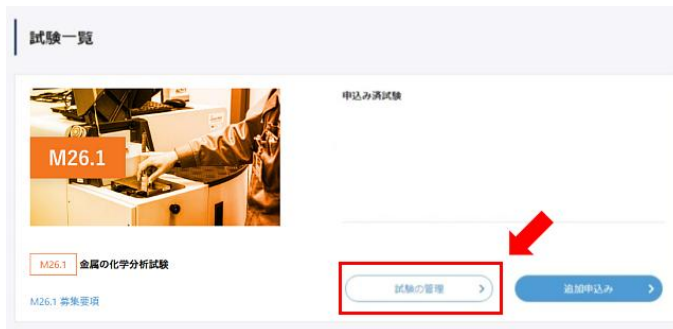 試験一覧
M26.1
申込み済試験
M26.1 金属の化学分析試験
M26.1 募集要項
試験の管理
追加申込み